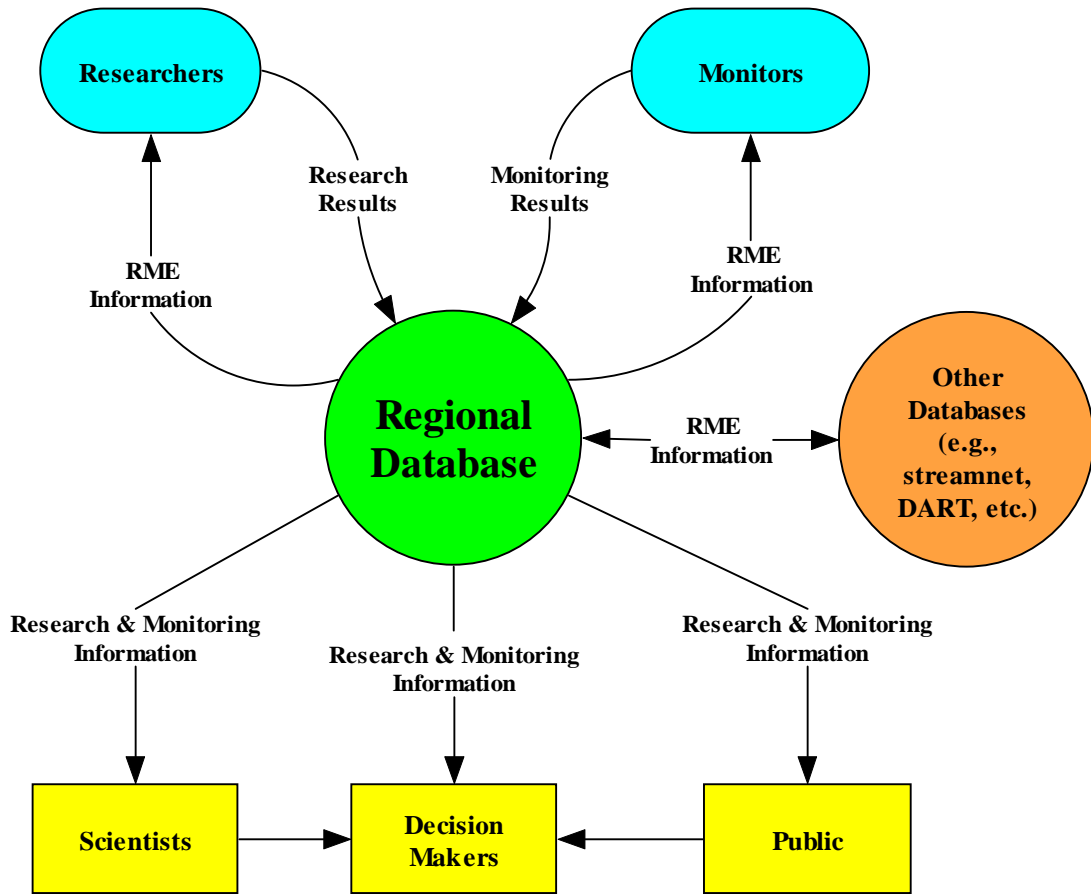 Researchers
Monitors
Research
Results
Monitoring
Results
RME
Information
RME
Information
Regional
Database
RME
Information
Other
Databases
(e.g.,
streamnet,
DART, etc.)
Research & Monitoring
Information
Research & Monitoring
Information
Research & Monitoring
Information
Scientists
Decision
Makers
Public